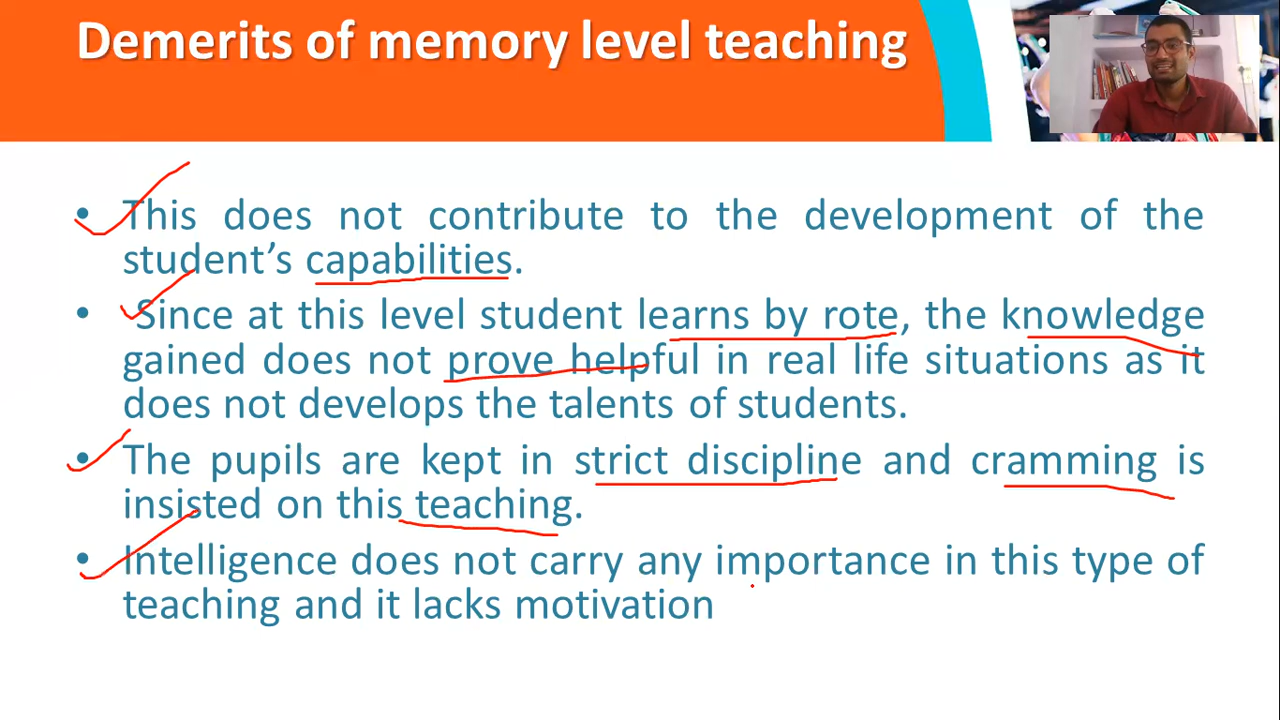 Demerits of memory level teaching
• This does not contribute to the development of the
student’s capabilities.
• Since at this level student learns by rote, the knowledge
gained does not prove helpful in real life situations as it
does not develops the talents of students.
• The pupils are kept in strict discipline and cramming is
insisted on this teaching.
• Intelligence does not carry any importance in this type of
teaching and it lacks motivation